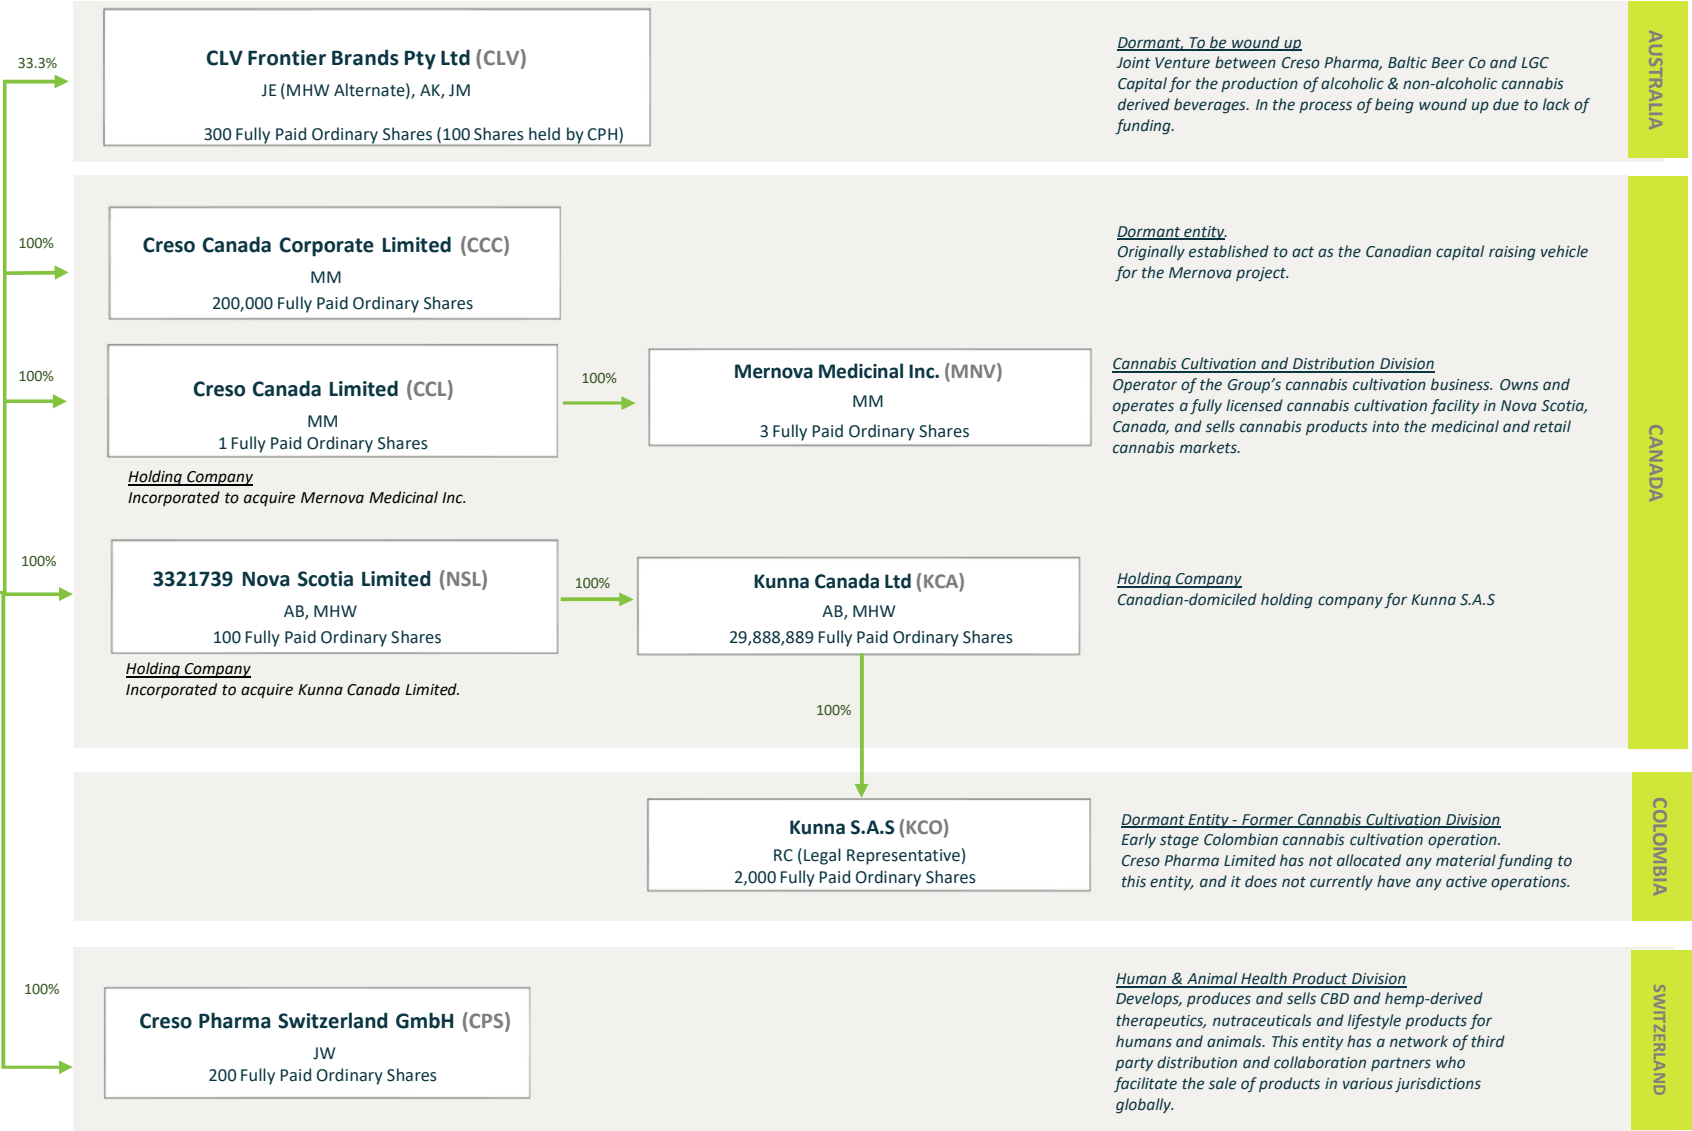 33.3%
CLV Frontier Brands Pty Ltd (CLV)
JE (MHW Alternate), AK, JM
300 Fully Paid Ordinary Shares (100 Shares held by CPH)
Dormant, To be wound up
Joint Venture between Creso Pharma, Baltic Beer Co and LGC
Capital for the production of alcoholic & non-alcoholic cannabis
derived beverages. In the process of being wound up due to lack of
funding.
AUSTRALIA
100%
Creso Canada Corporate Limited (CCC)
MM
200,000 Fully Paid Ordinary Shares
Dormant entity.
Originally established to act as the Canadian capital raising vehicle
for the Mernova project.
100%
Creso Canada Limited (CCL)
MM
1 Fully Paid Ordinary Shares
Holding Company
Incorporated to acquire Mernova Medicinal Inc.
100%
Mernova Medicinal Inc. (MNV)
MM
3 Fully Paid Ordinary Shares
Cannabis Cultivation and Distribution Division
Operator of the Group's cannabis cultivation business. Owns and
operates a fully licensed cannabis cultivation facility in Nova Scotia,
Canada, and sells cannabis products into the medicinal and retail
cannabis markets.
CANADA
100%
3321739 Nova Scotia Limited (NSL)
AB, MHW
100 Fully Paid Ordinary Shares
Holding Company
Incorporated to acquire Kunna Canada Limited.
100%
Kunna Canada Ltd (KCA)
AB, MHW
29,888,889 Fully Paid Ordinary Shares
Holding Company
Canadian-domiciled holding company for Kunna S.A.S
100%
Kunna S.A.S (KCO)
RC (Legal Representative)
2,000 Fully Paid Ordinary Shares
Dormant Entity - Former Cannabis Cultivation Division
Early stage Colombian cannabis cultivation operation.
Creso Pharma Limited has not allocated any material funding to
this entity, and it does not currently have any active operations.
COLOMBIA
100%
Creso Pharma Switzerland GmbH (CPS)
JW
200 Fully Paid Ordinary Shares
Human & Animal Health Product Division
Develops, produces and sells CBD and hemp-derived
therapeutics, nutraceuticals and lifestyle products for
humans and animals. This entity has a network of third
party distribution and collaboration partners who
facilitate the sale of products in various jurisdictions
globally.
SWITZERLAND